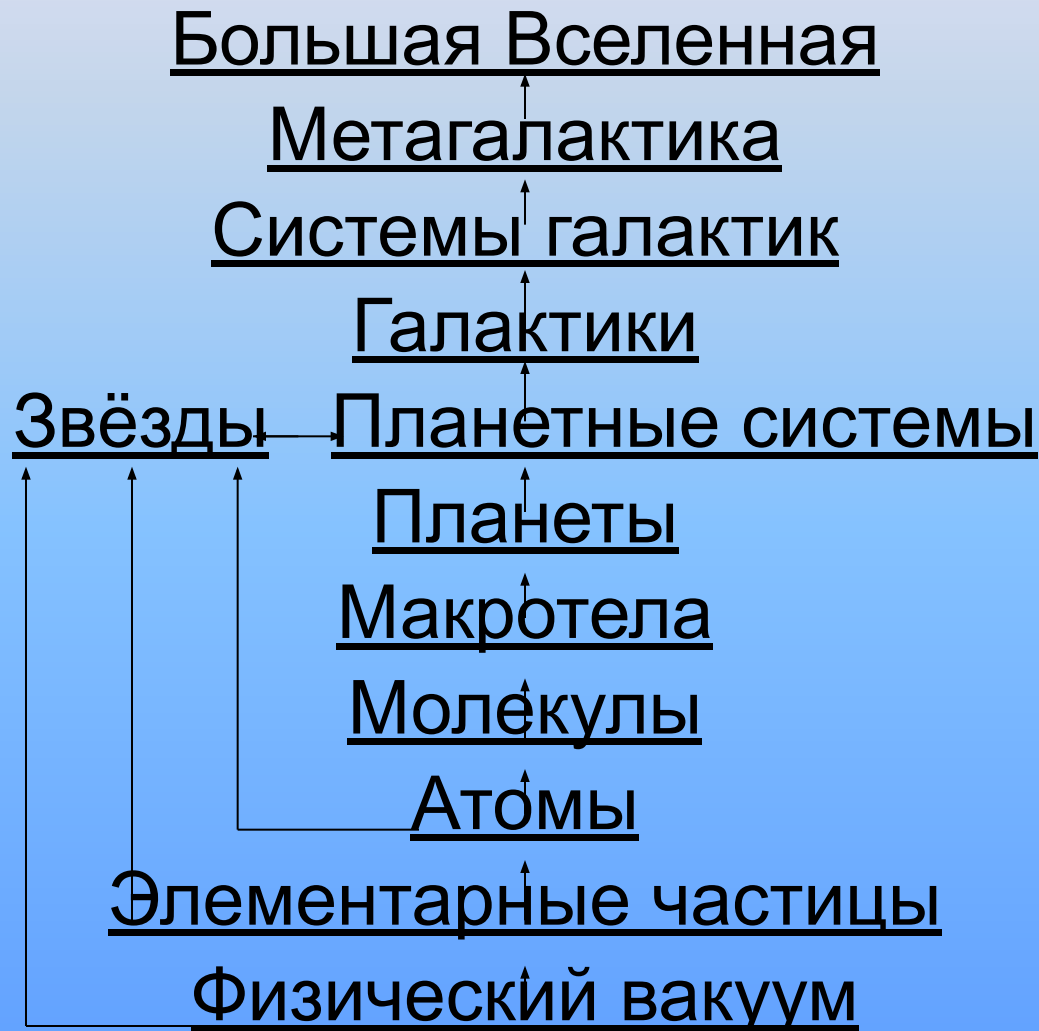 Большая Вселенная
Метагалактика
Системы галактик
Галактики
Звёзды Планетные системы
Планеты
Макротела
Молекулы
Атомы
Элементарные частицы
Физический вакуум